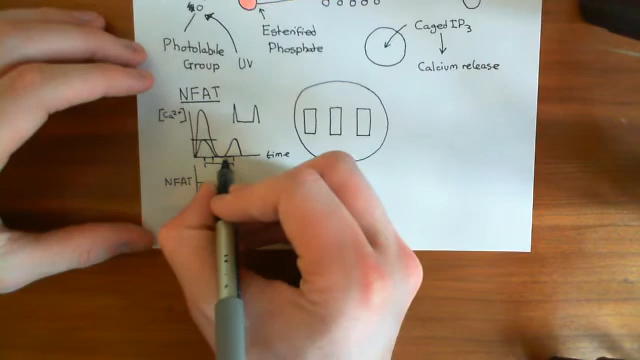 Photolabile
Group
UV
Esterified
Phosphate
Caged IP₃
Calcium release
NFAT
[Ca²⁺]
time
NFAT